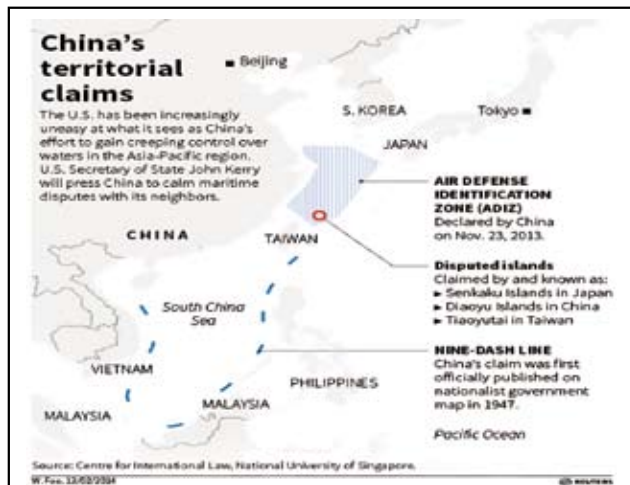 China's
territorial
claims
The U.S. has been increasingly
uneasy at what it sees as China's
effort to gain creeping control over
waters in the Asia-Pacific region.
U.S. Secretary of State John Kerry
will press China to calm maritime
disputes with its neighbors.
Beijing
S. KOREA
Tokyo
JAPAN
AIR DEFENSE
IDENTIFICATION
ZONE (ADIZ)
Declared by China
on Nov. 23, 2013.
CHINA
TAIWAN
Disputed islands
Claimed by and known as:
► Senkaku Islands in Japan
► Diaoyu Islands in China
► Tiaoyutai in Taiwan
South China
Sea
NINE-DASH LINE
China's claim was first
officially published on
nationalist government
map in 1947.
VIETNAM
PHILIPPINES
MALAYSIA
MALAYSIA
Pacific Ocean
Source: Centre for International Law, National University of Singapore.
W. Foo, 13/02/2014
REUTERS